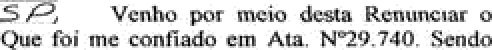 SP, Venho por meio desta Renunciar o
Que foi me confiado em Ata. Nº29.740. Sendo